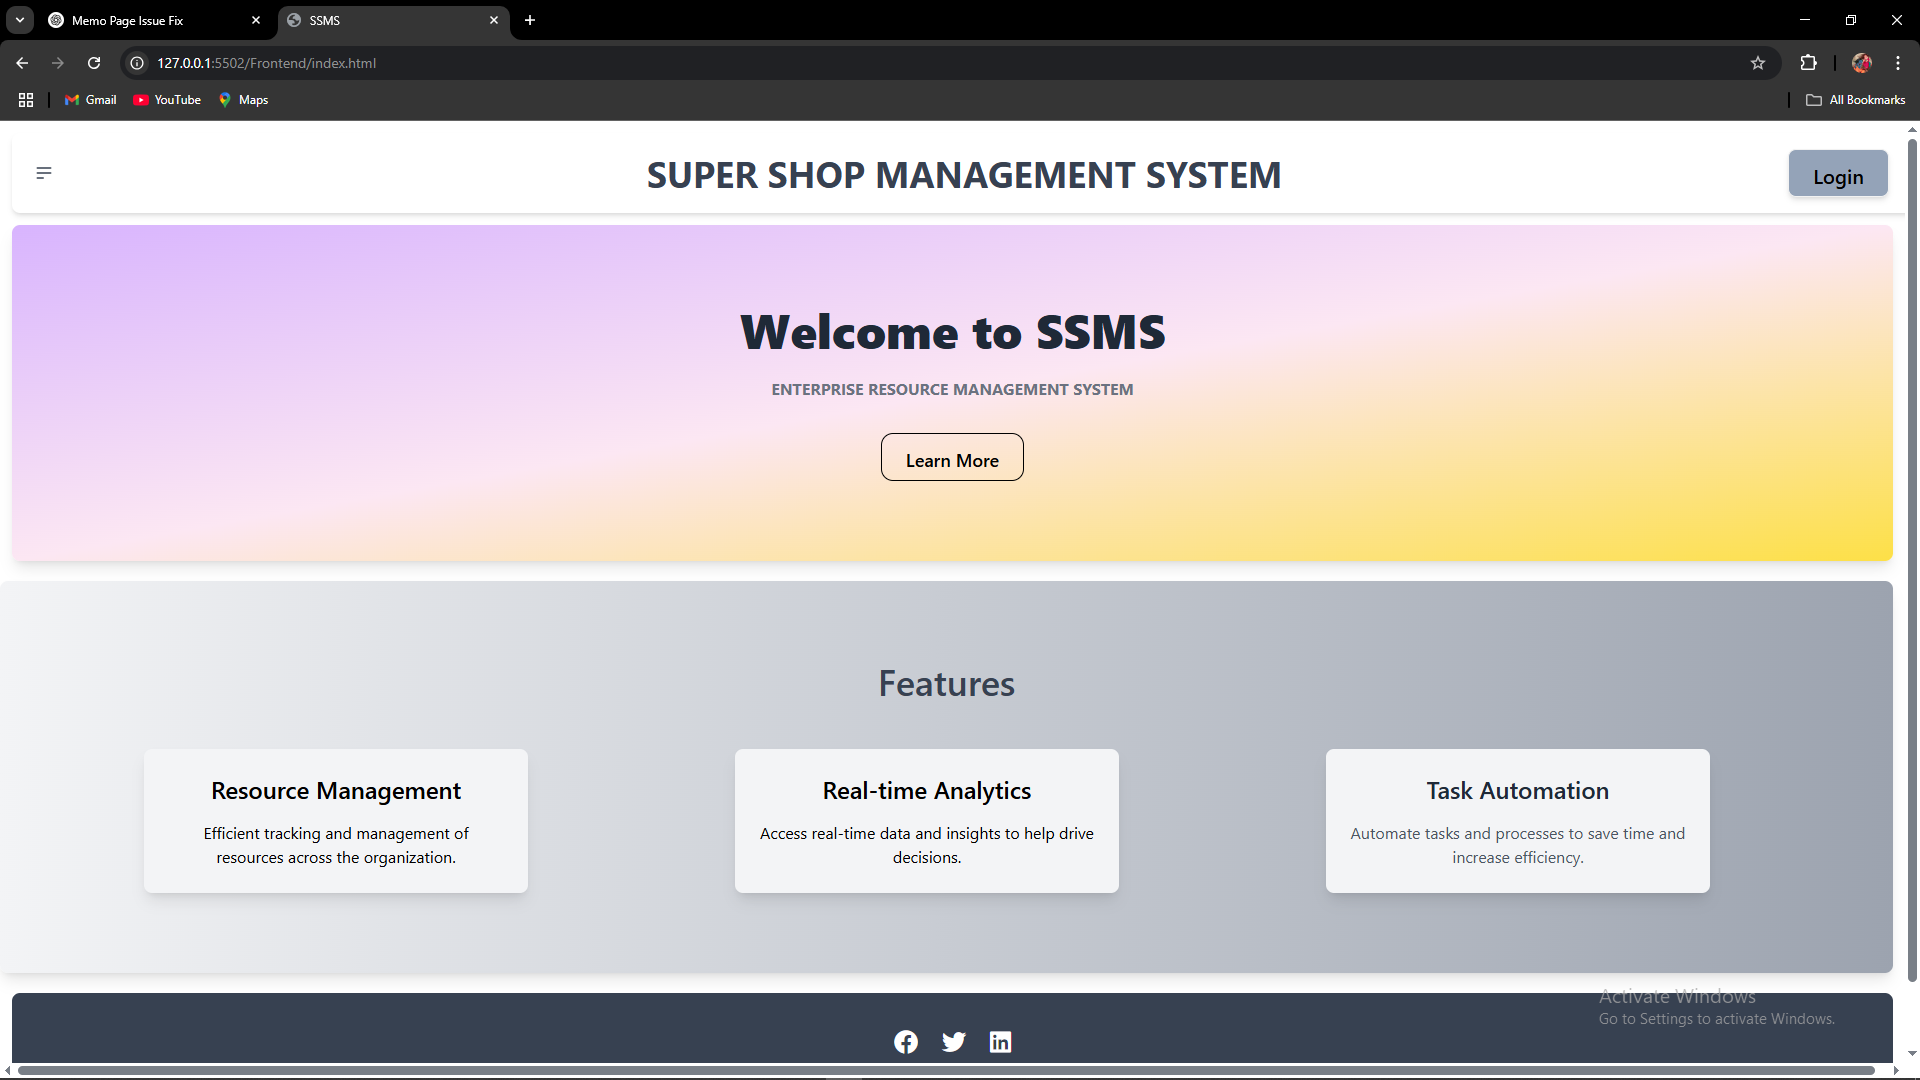 Memo Page Issue Fix
SSMS
127.0.0.1:5502/Frontend/index.html
Gmail
YouTube
Maps
All Bookmarks
SUPER SHOP MANAGEMENT SYSTEM
Login
Welcome to SSMS
ENTERPRISE RESOURCE MANAGEMENT SYSTEM
Learn More
Features
Resource Management
Efficient tracking and management of
resources across the organization.
Real-time Analytics
Access real-time data and insights to help drive
decisions.
Task Automation
Automate tasks and processes to save time and
increase efficiency.
Activate Windows
Go to Settings to activate Windows.